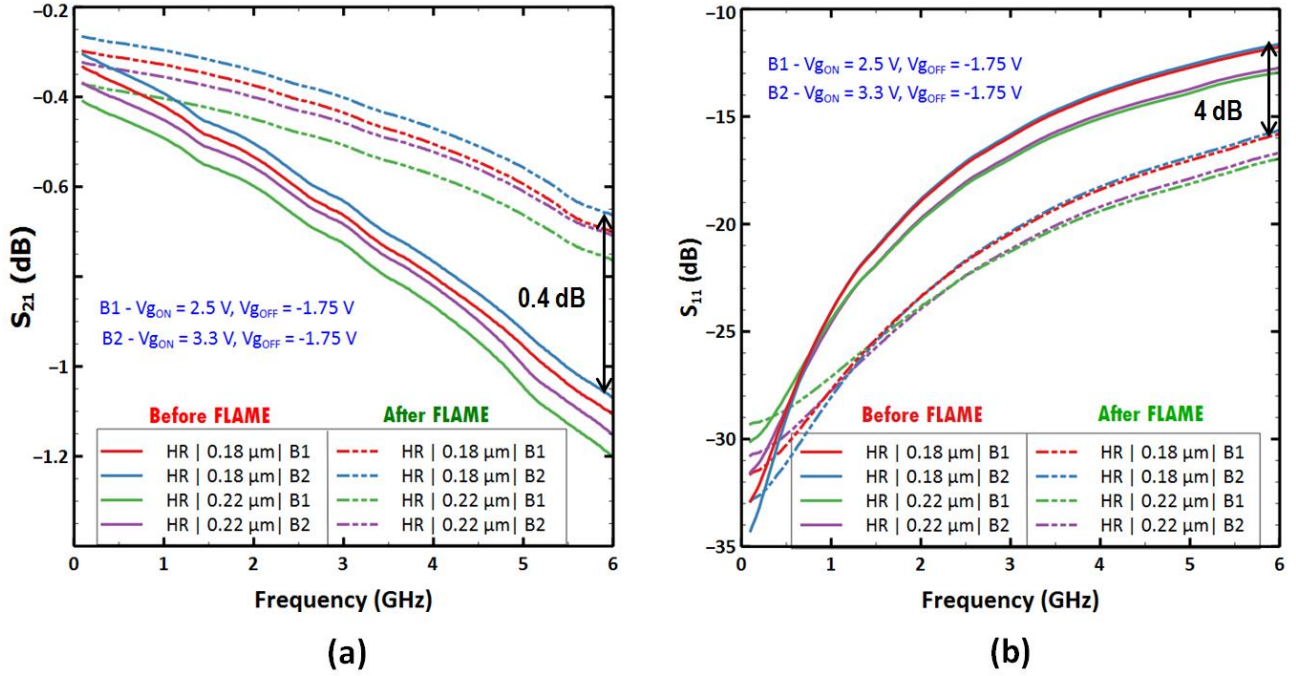 −0.2
−0.4
−0.6
−0.8
−1
−1.2
S21 (dB)
B1 - VgON = 2.5 V, VgOFF = -1.75 V
B2 - VgON = 3.3 V, VgOFF = -1.75 V
0.4 dB
Before FLAME After FLAME
HR | 0.18 µm| B1 HR | 0.18 µm| B1
HR | 0.18 µm| B2 HR | 0.18 µm| B2
HR | 0.22 µm| B1 HR | 0.22 µm| B1
HR | 0.22 µm| B2 HR | 0.22 µm| B2
0 1 2 3 4 5 6
Frequency (GHz)
(a)
−10
−15
−20
−25
−30
−35
S11 (dB)
B1 - VgON = 2.5 V, VgOFF = -1.75 V
B2 - VgON = 3.3 V, VgOFF = -1.75 V
4 dB
Before FLAME After FLAME
HR | 0.18 µm| B1 HR | 0.18 µm| B1
HR | 0.18 µm| B2 HR | 0.18 µm| B2
HR | 0.22 µm| B1 HR | 0.22 µm| B1
HR | 0.22 µm| B2 HR | 0.22 µm| B2
0 1 2 3 4 5 6
Frequency (GHz)
(b)